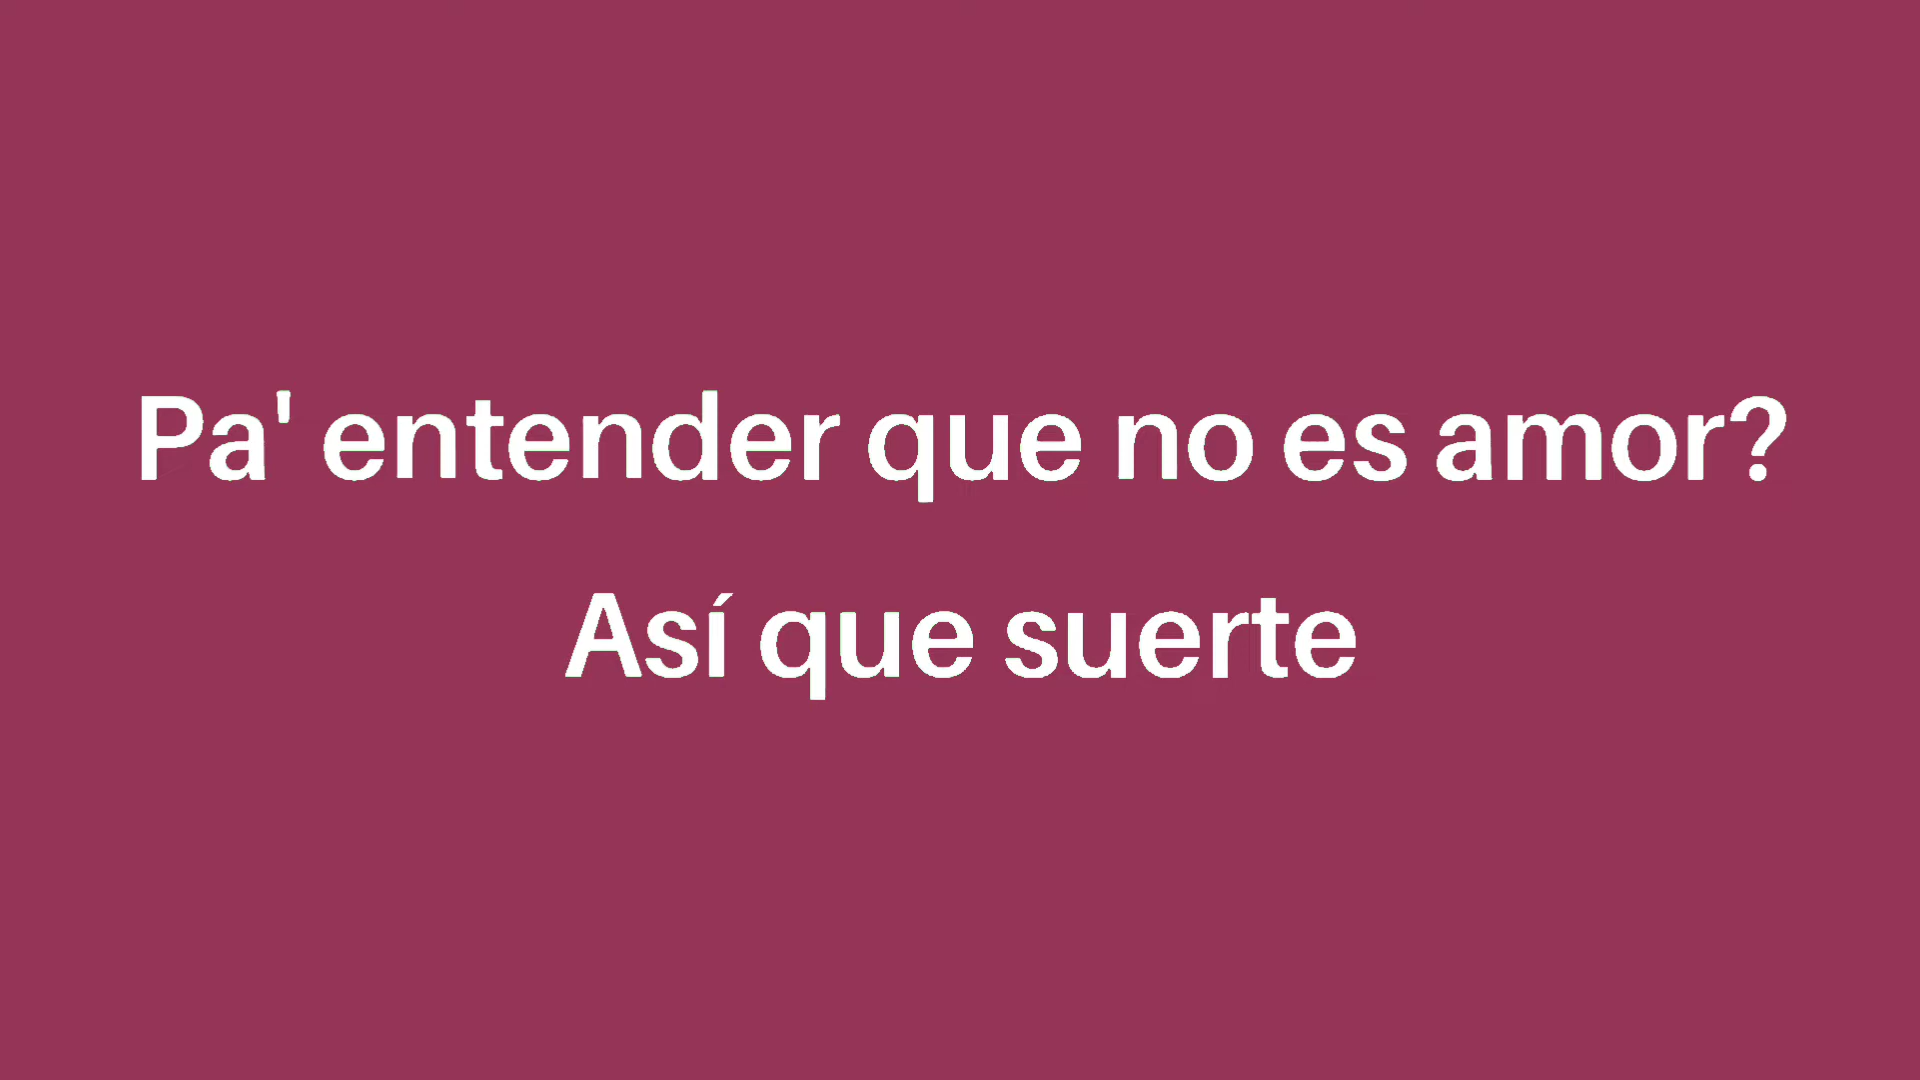 Pa' entender que no es amor?
Así que suerte